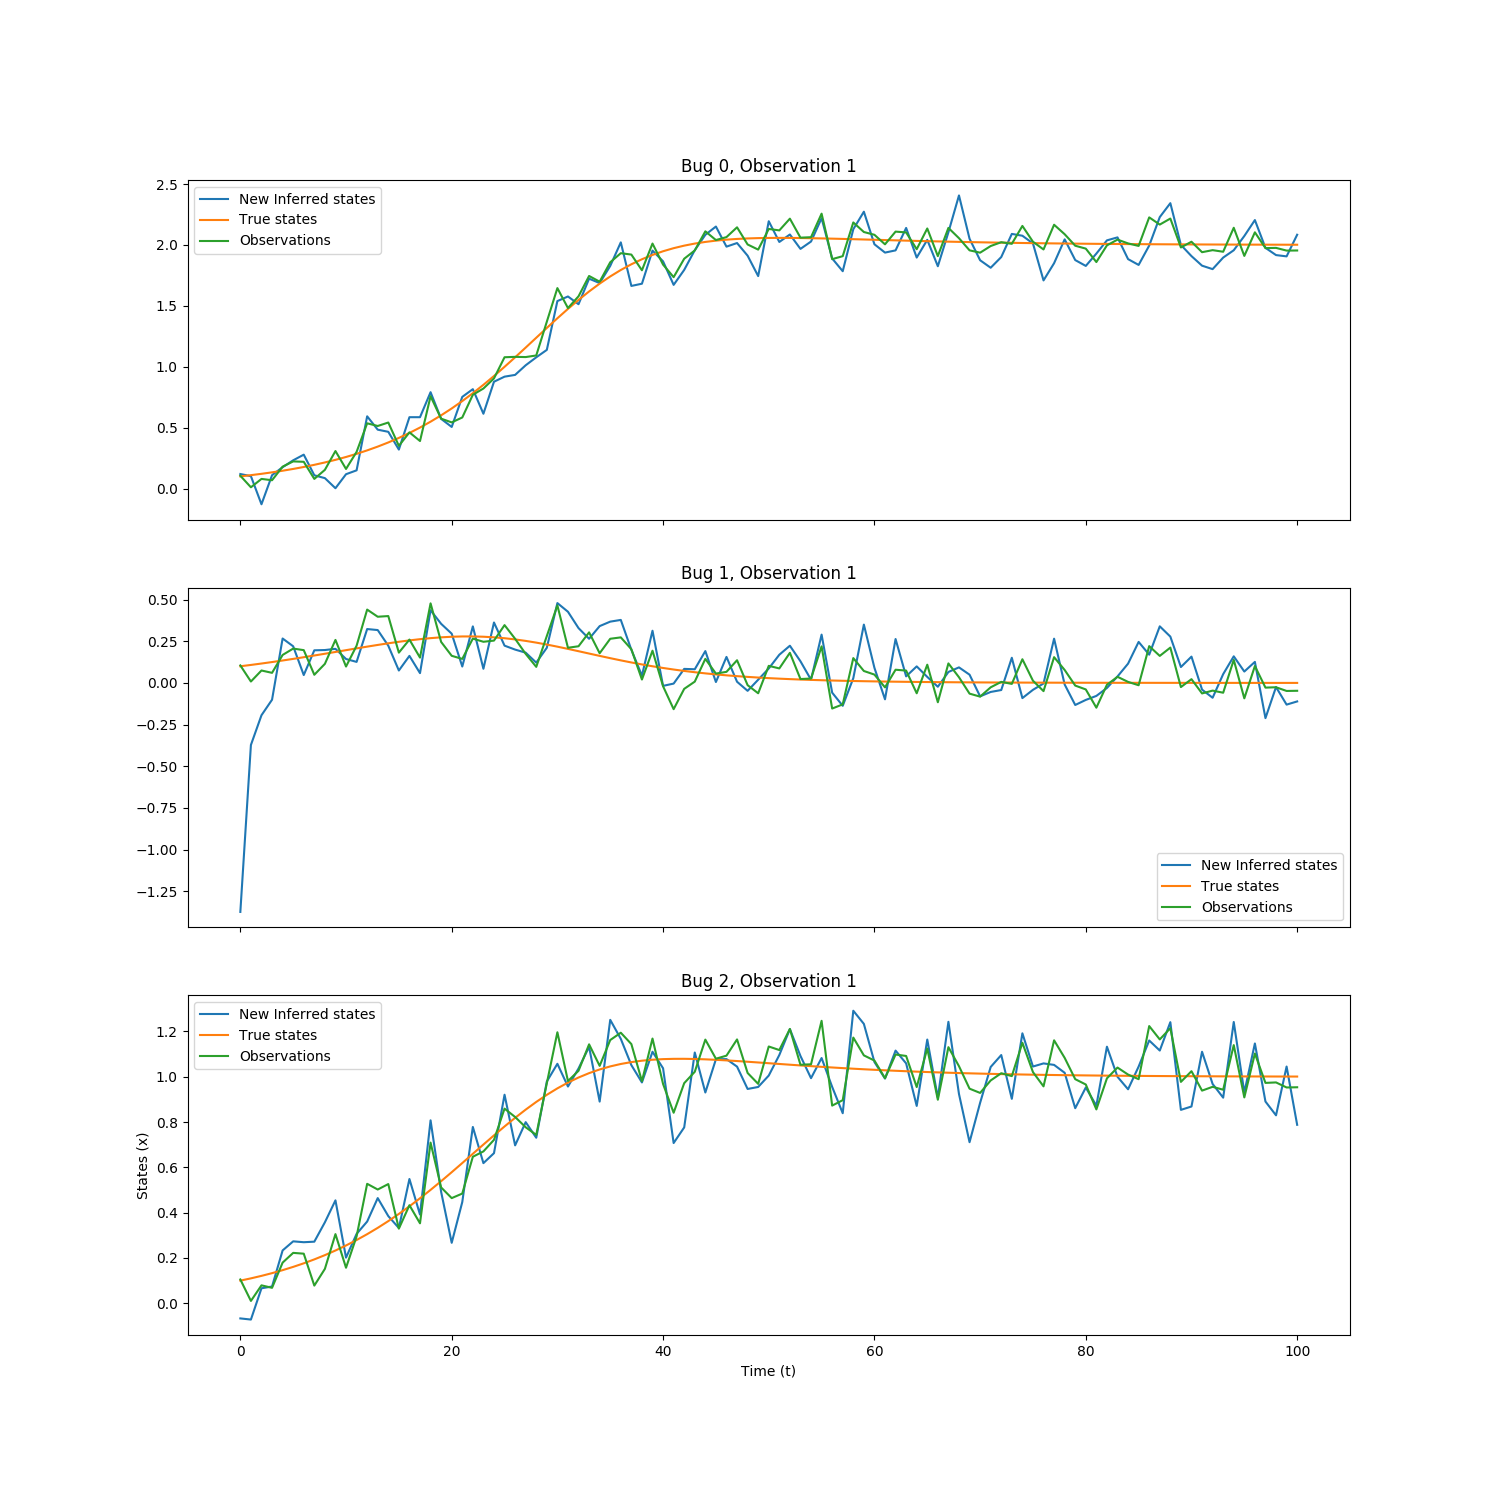 Bug 0, Observation 1
New Inferred states
True states
Observations
2.5
2.0
1.5
1.0
0.5
0.0
Bug 1, Observation 1
0.50
0.25
0.00
−0.25
−0.50
−0.75
−1.00
−1.25
New Inferred states
True states
Observations
Bug 2, Observation 1
New Inferred states
True states
Observations
1.2
1.0
0.8
0.6
0.4
0.2
0.0
States (x)
0 20 40 60 80 100
Time (t)